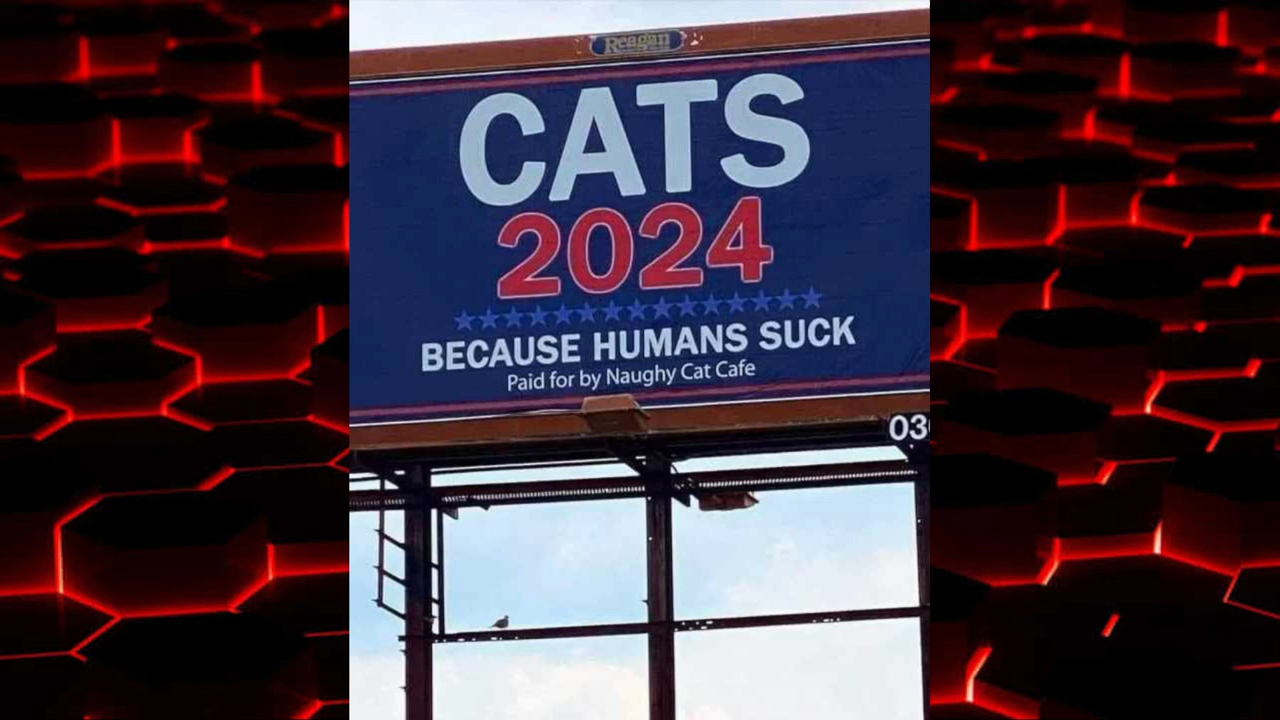 Reagan
CATS
2024
BECAUSE HUMANS SUCK
Paid for by Naughy Cat Cafe
03